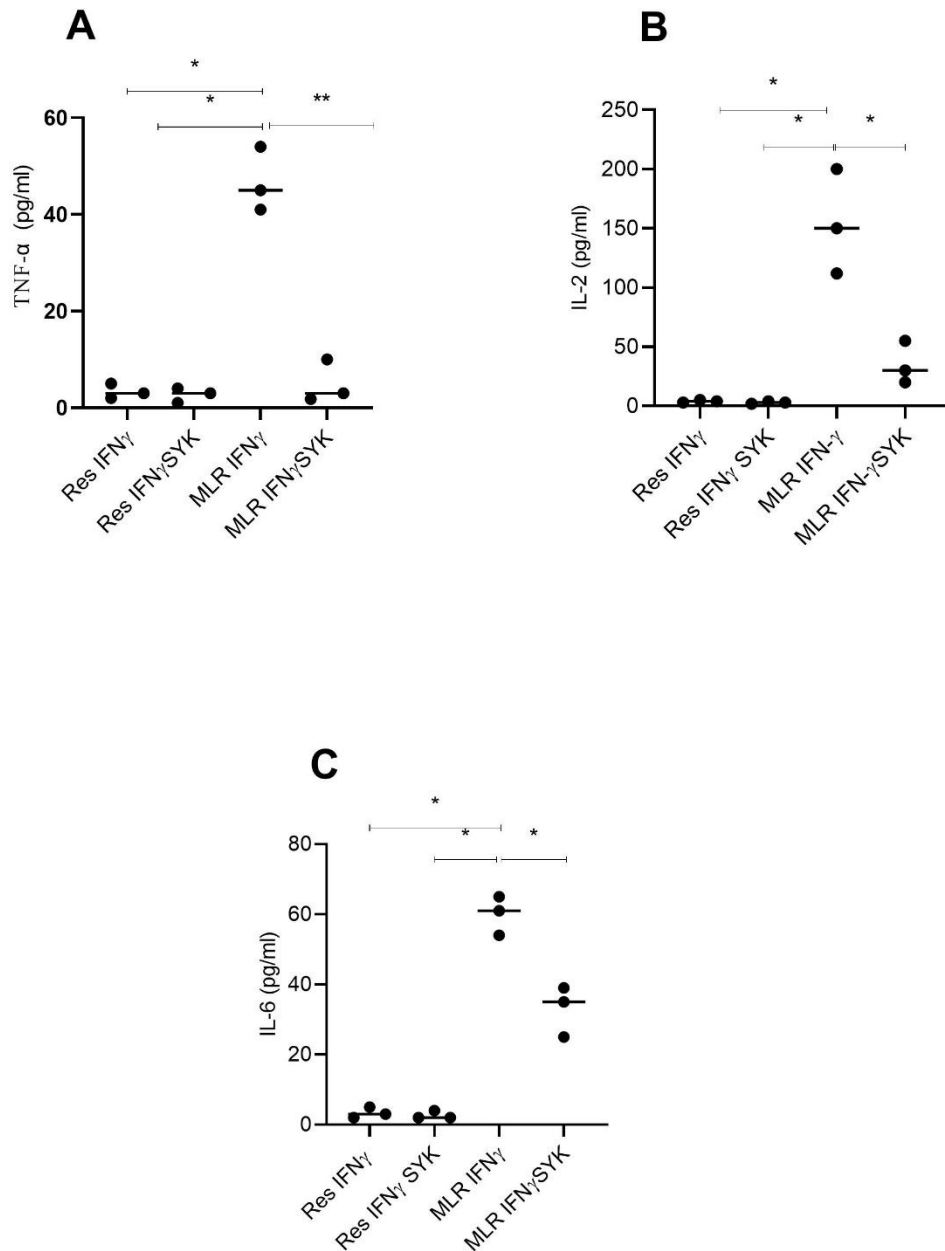 A
*
*
**
TNF-α (pg/ml)
60
40
20
0
Res IFNγ
Res IFNγSYK
MLR IFNγ
MLR IFNγSYK
B
*
*
*
IL-2 (pg/ml)
250
200
150
100
50
0
Res IFNγ
Res IFNγ SYK
MLR IFN-γ
MLR IFN-γSYK
C
*
*
*
IL-6 (pg/ml)
80
60
40
20
0
Res IFNγ
Res IFNγ SYK
MLR IFNγ
MLR IFNγSYK